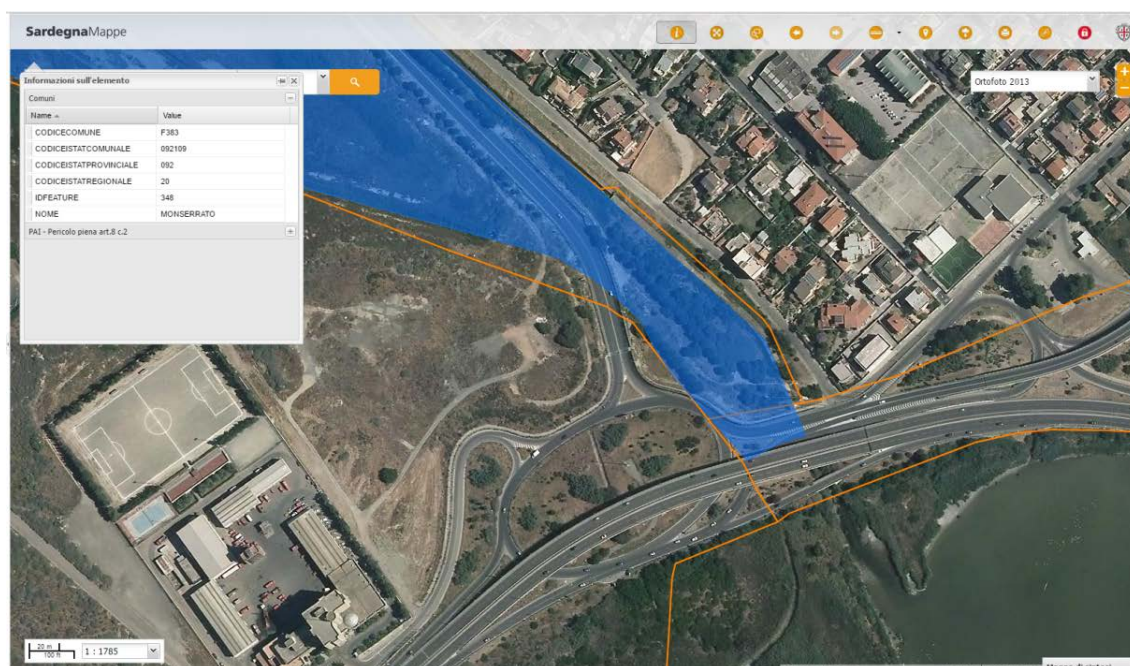 SardegnaMappe
Informazioni sull'elemento
Ortofoto 2013
Comuni
Name Value
CODICECOMUNE F383
CODICEISTATCOMUNALE 092109
CODICEISTATPROVINCIALE 092
CODICEISTATREGIONALE 20
IDFEATURE 348
NOME MONSERRATO
PAI - Pericolo piena art.8 c.2
20 m
100 ft
1 : 1785